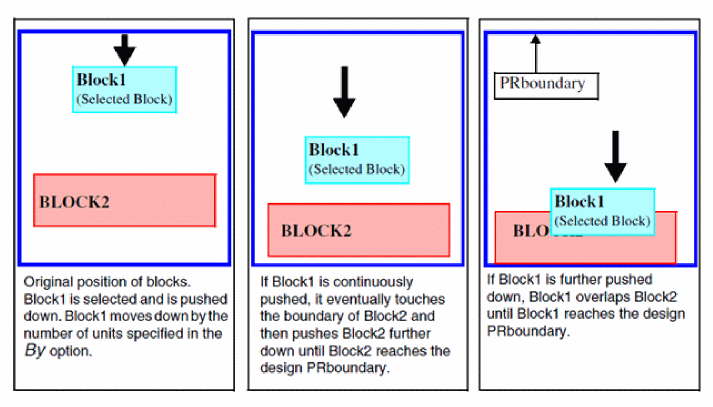 Block1
(Selected Block)
BLOCK2
Original position of blocks.
Block1 is selected and is pushed
down. Block1 moves down by the
number of units specified in the
By option.
Block1
(Selected Block)
BLOCK2
If Block1 is continuously
pushed, it eventually touches
the boundary of Block2 and
then pushes Block2 further
down until Block2 reaches the
design PRboundary.
PRboundary
Block1
(Selected Block)
BLOCK2
If Block1 is further pushed
down, Block1 overlaps Block2
until Block1 reaches the design
PRboundary.